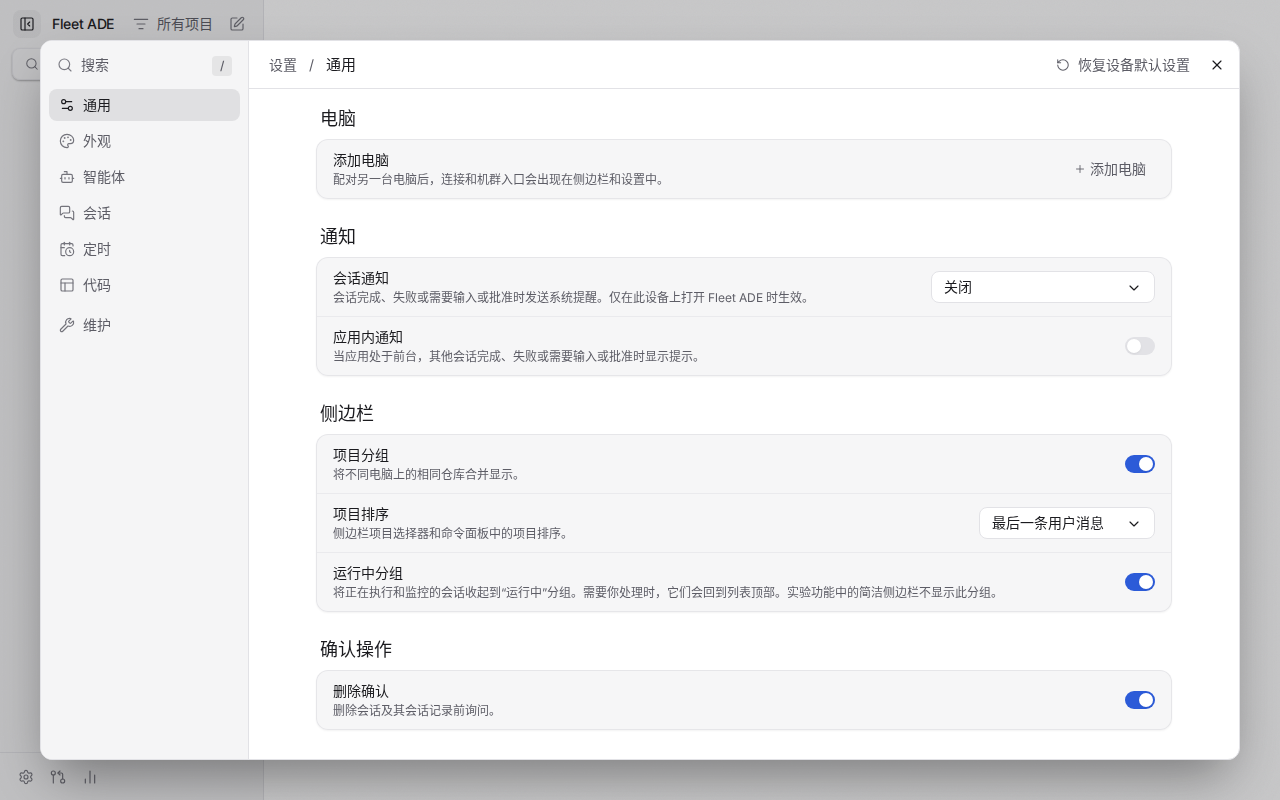 Fleet ADE
所有项目
搜索
/
通用
外观
智能体
会话
定时
代码
维护
设置 / 通用
恢复设备默认设置
电脑
添加电脑
配对另一台电脑后，连接和机群入口会出现在侧边栏和设置中。
+ 添加电脑
通知
会话通知
会话完成、失败或需要输入或批准时发送系统提醒。仅在此设备上打开 Fleet ADE 时生效。
关闭
应用内通知
当应用处于前台，其他会话完成、失败或需要输入或批准时显示提示。
侧边栏
项目分组
将不同电脑上的相同仓库合并显示。
项目排序
侧边栏项目选择器和命令面板中的项目排序。
最后一条用户消息
运行中分组
将正在执行和监控的会话收起到“运行中”分组。需要你处理时，它们会回到列表顶部。实验功能中的简洁侧边栏不显示此分组。
确认操作
删除确认
删除会话及其会话记录前询问。